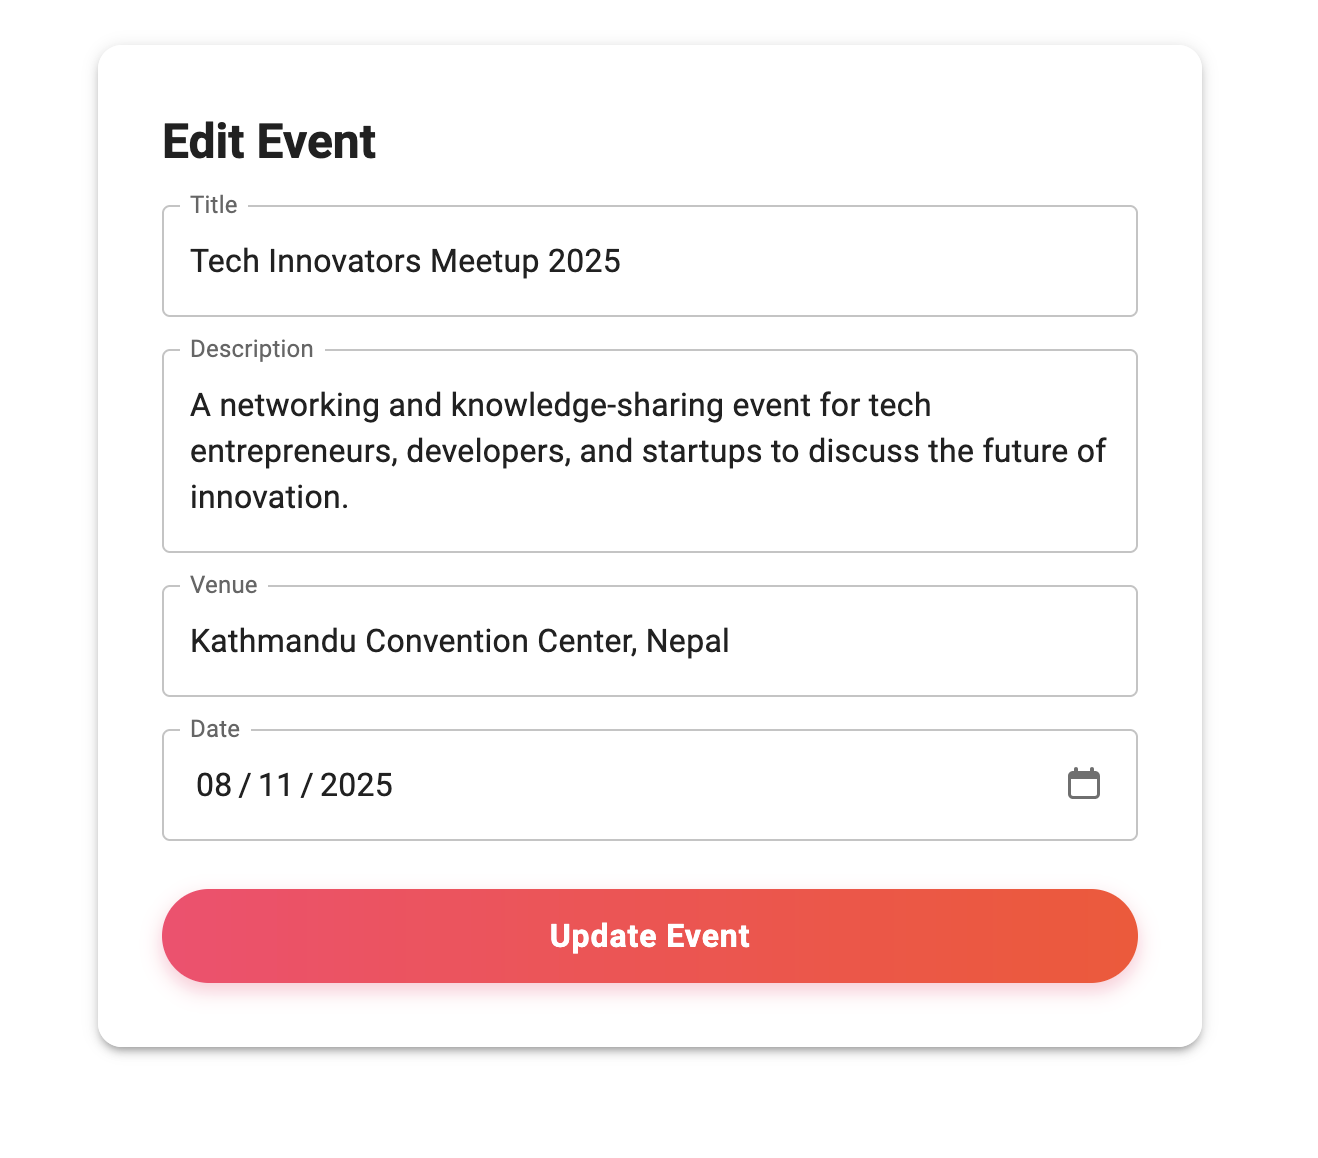 Edit Event
Title
Tech Innovators Meetup 2025
Description
A networking and knowledge-sharing event for tech
entrepreneurs, developers, and startups to discuss the future of
innovation.
Venue
Kathmandu Convention Center, Nepal
Date
08 / 11 / 2025
Update Event